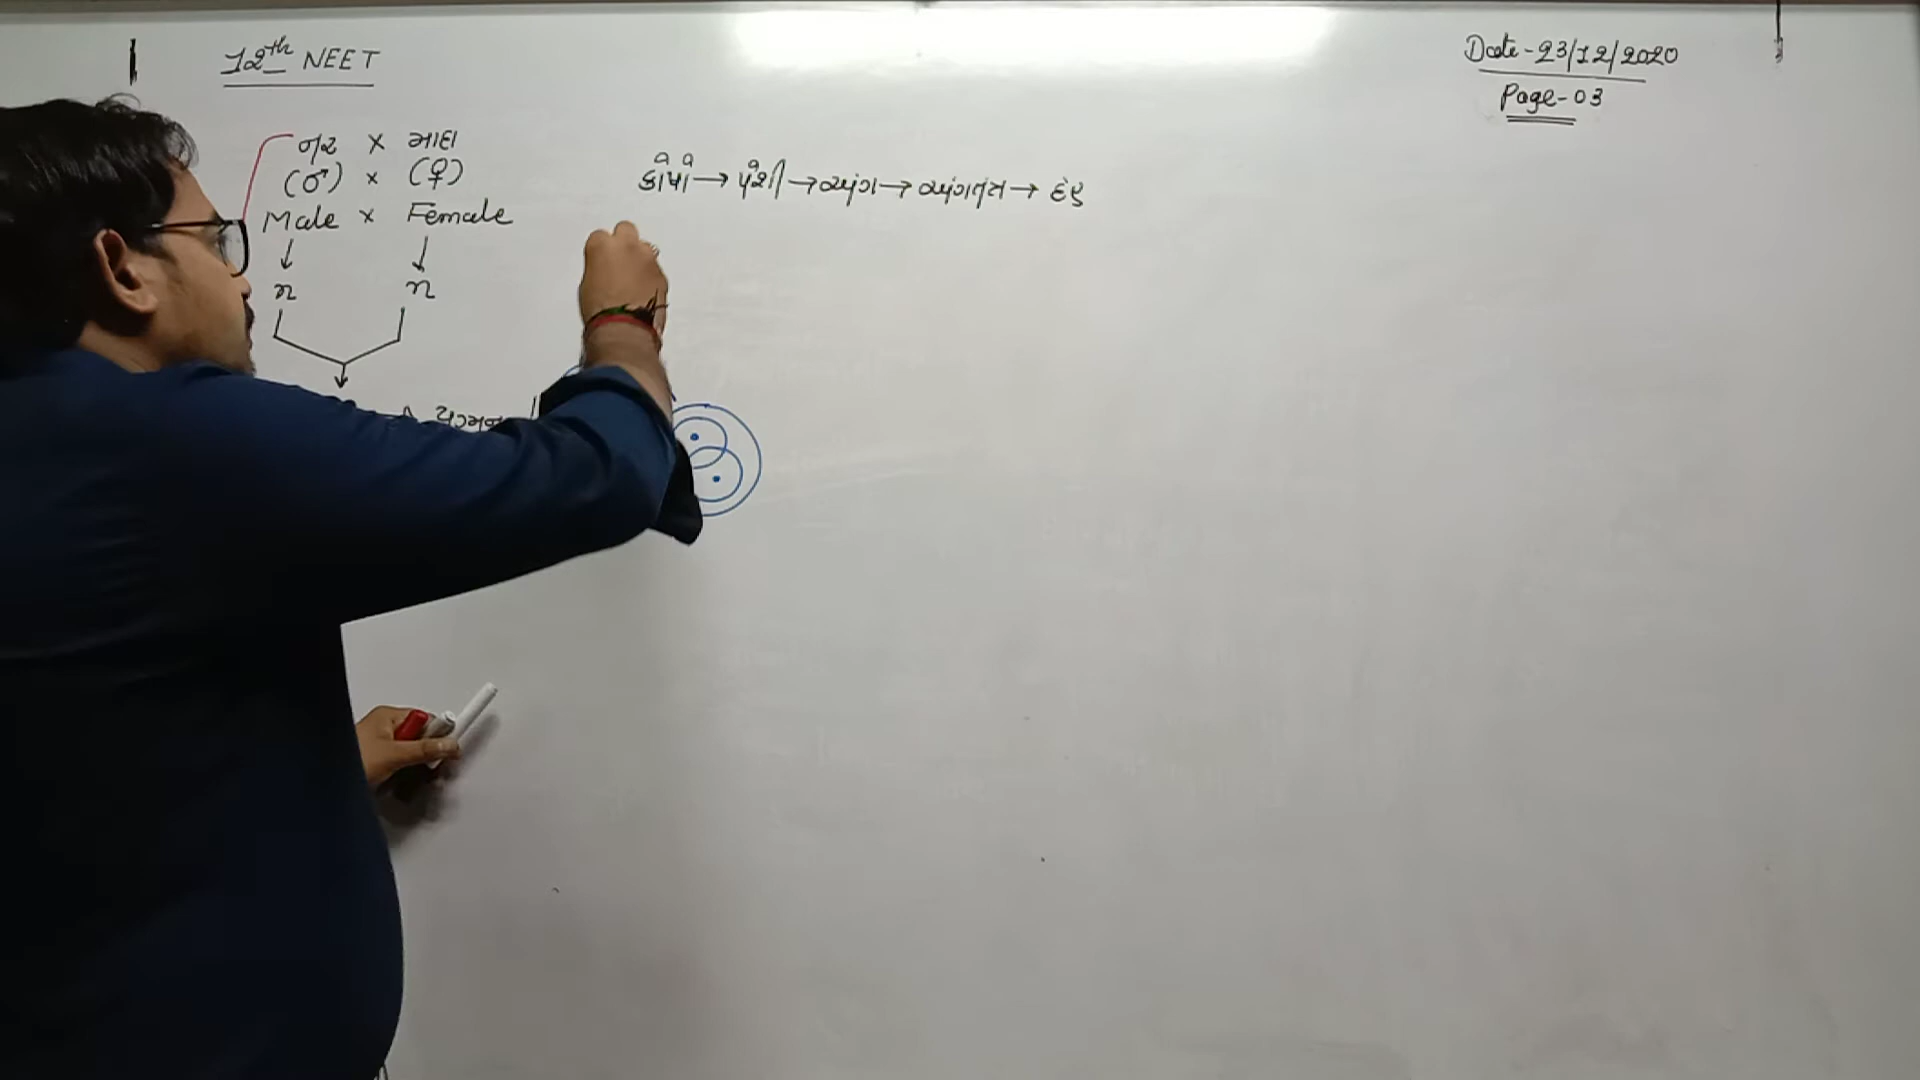 12th NEET
Date - 23/12/2020
Page - 03
નર × માદા
(♂) × (♀)
Male × Female
↓ ↓
n n
→ → અંગ → અંગતંત્ર → દેહ